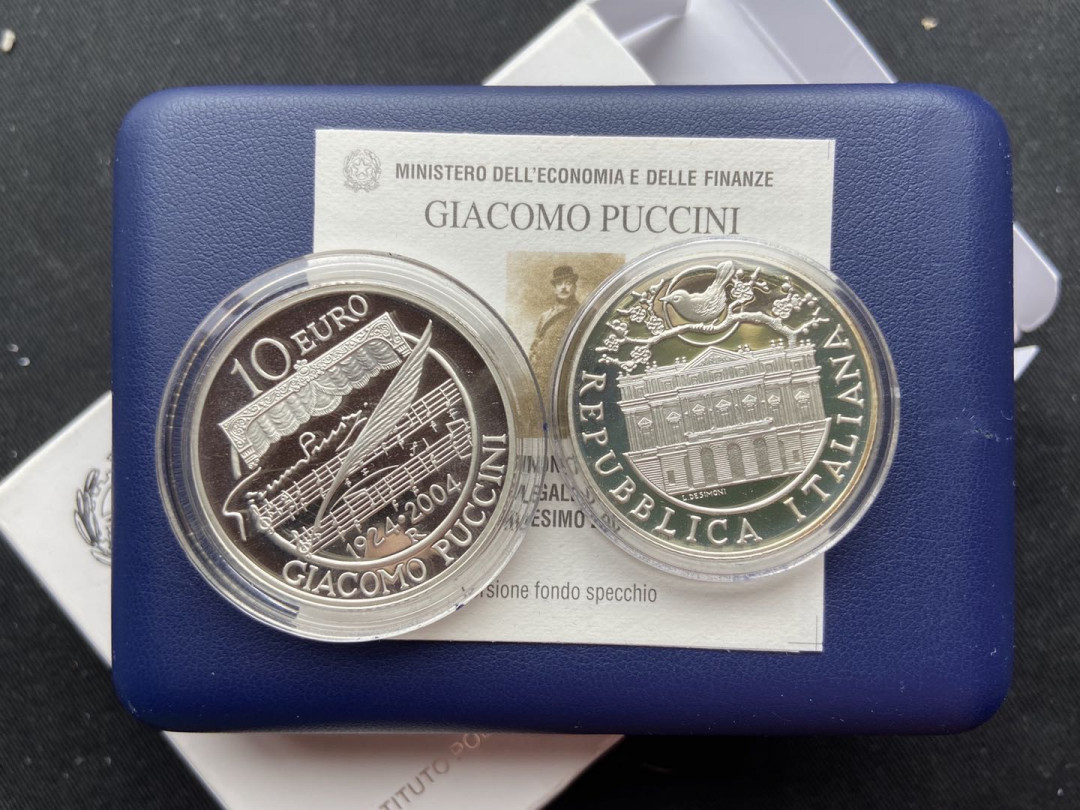 MINISTERO DELL'ECONOMIA E DELLE FINANZE
GIACOMO PUCCINI
10 EURO
1924·2004
R
GIACOMO PUCCINI
REPUBBLICA ITALIANA
L. DE SIMONI
fondo specchio